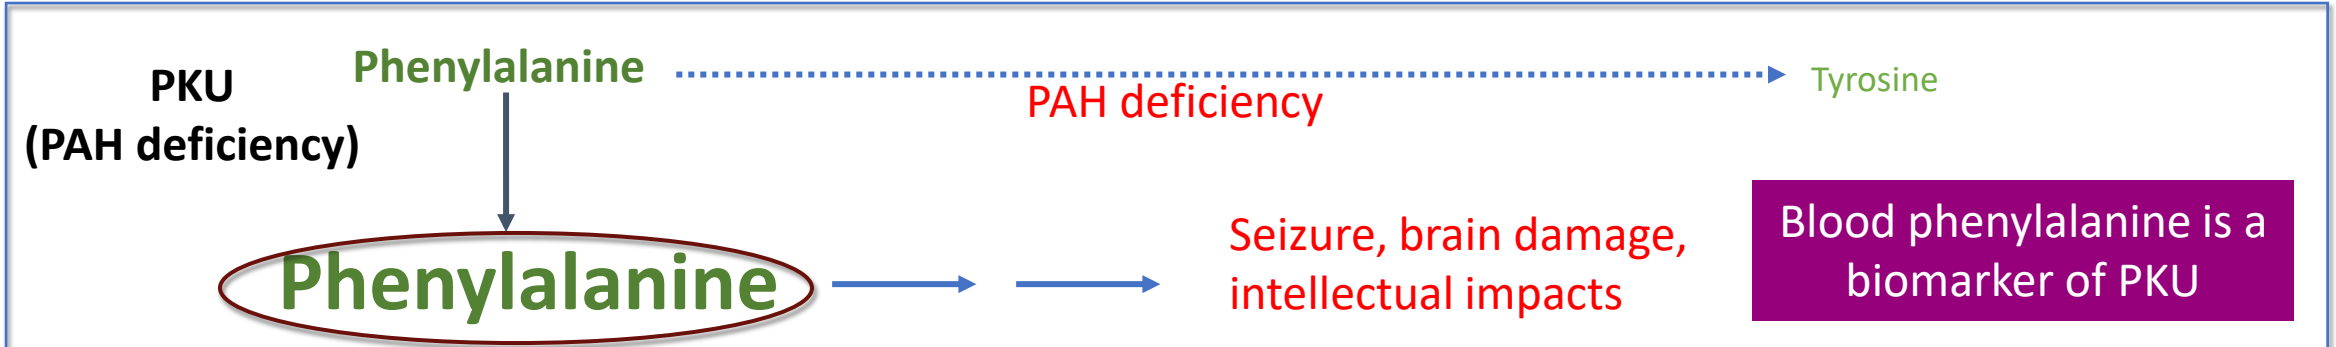 PKU
(PAH deficiency)
Phenylalanine
PAH deficiency
Tyrosine
Phenylalanine
Seizure, brain damage,
intellectual impacts
Blood phenylalanine is a
biomarker of PKU